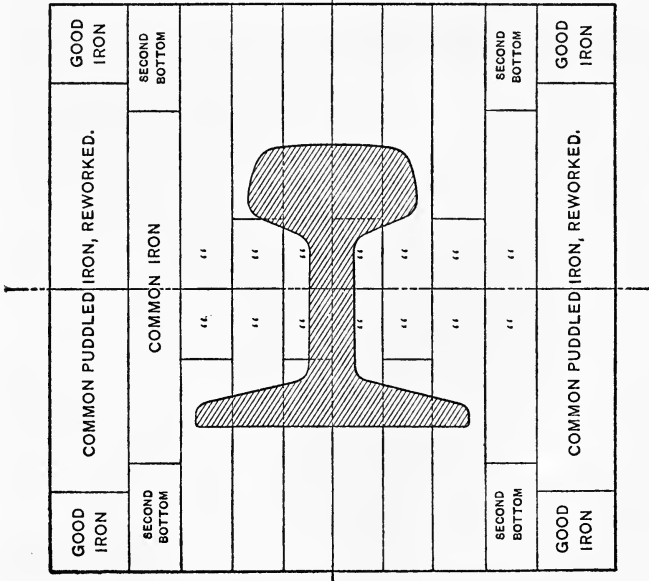 GOOD
IRON
COMMON PUDDLED IRON, REWORKED.
GOOD
IRON
SECOND
BOTTOM
COMMON IRON
SECOND
BOTTOM
“ “
“ “
“ “
“ “
“ “
“ “
SECOND
BOTTOM
“ “
SECOND
BOTTOM
GOOD
IRON
COMMON PUDDLED IRON, REWORKED.
GOOD
IRON